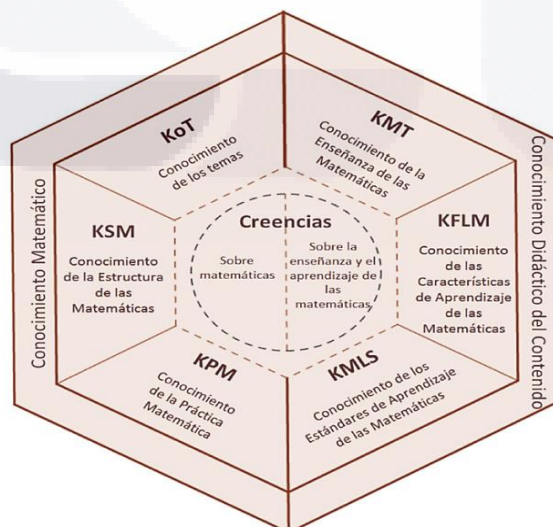 KoT
Conocimiento
de los temas
KMT
Conocimiento de la
Enseñanza de las
Matemáticas
Conocimiento Matemático
KSM
Conocimiento
de la Estructura
de las
Matemáticas
Creencias
Sobre
matemáticas
Sobre la
enseñanza y el
aprendizaje de
las
matemáticas
KFLM
Conocimiento
de las
Características
de Aprendizaje
de las
Matemáticas
Conocimiento Didáctico del Contenido
KPM
Conocimiento
de la Práctica
Matemática
KMLS
Conocimiento de los
Estándares de Aprendizaje
de las Matemáticas